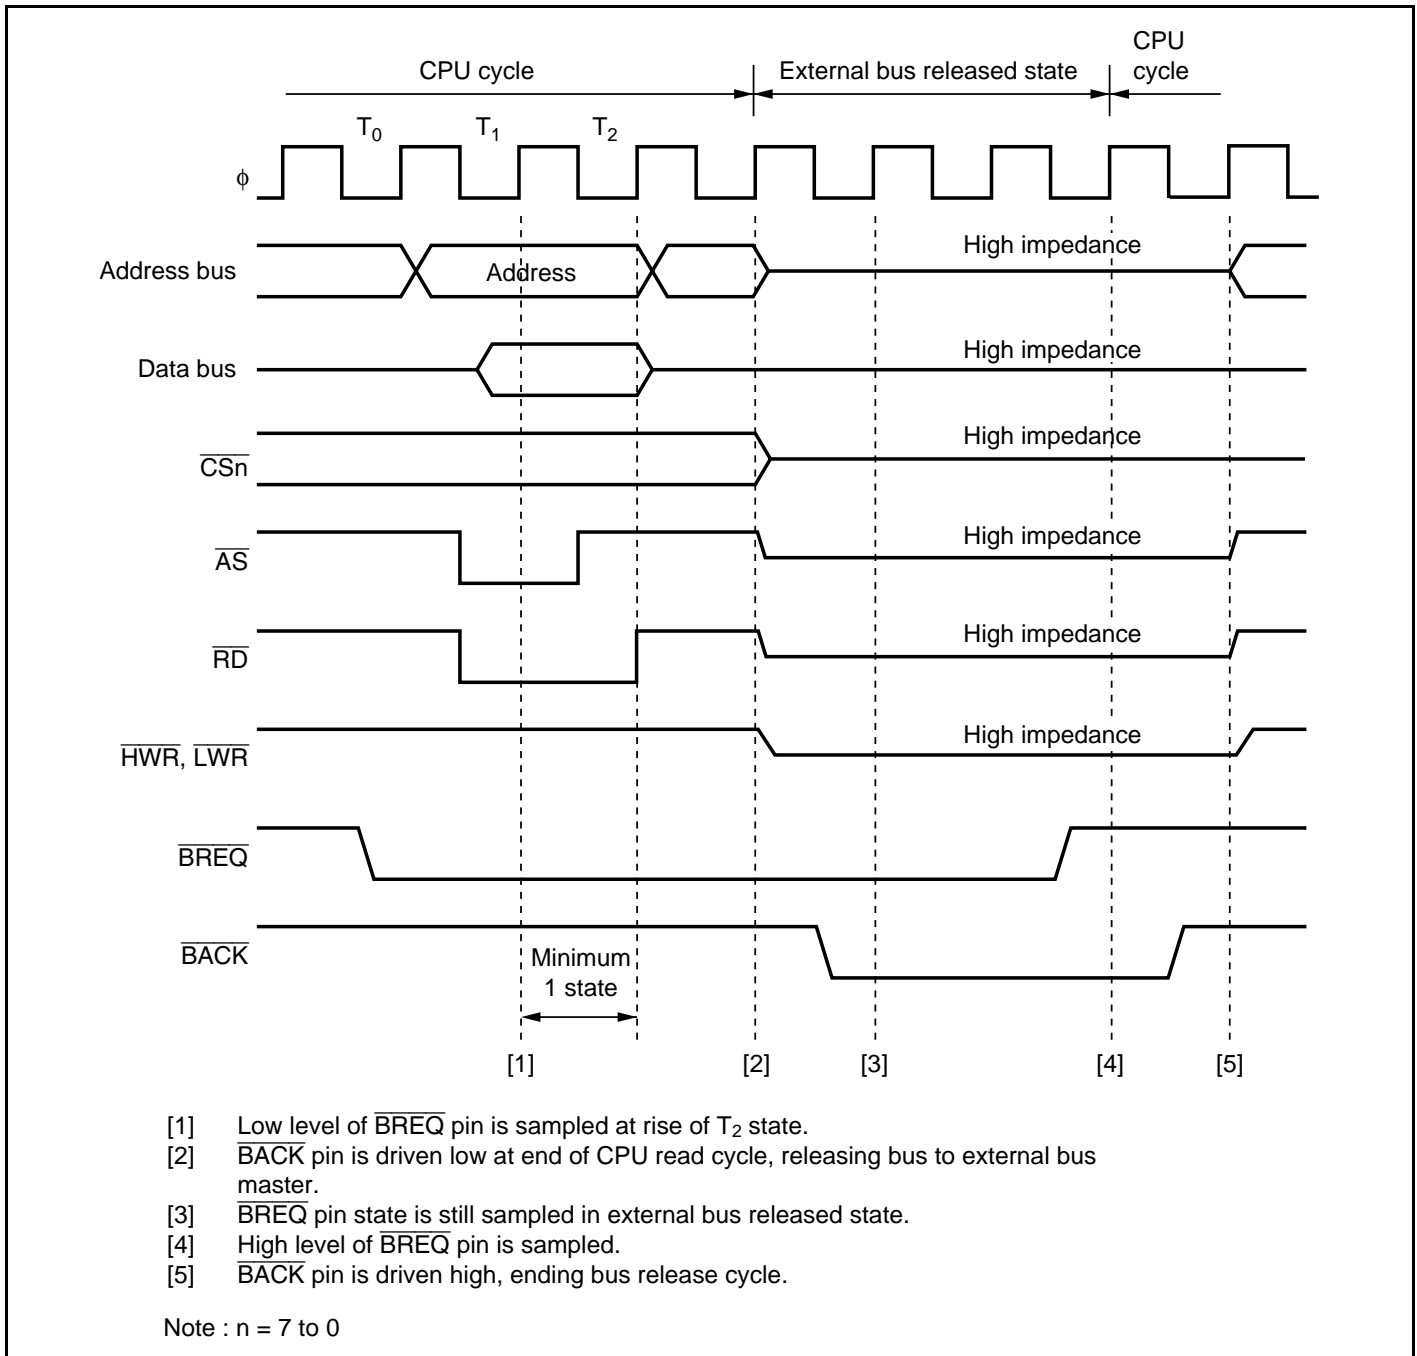 CPU cycle
External bus released state
CPU
cycle
T0
T1
T2
ϕ
Address bus
Address
High impedance
Data bus
High impedance
CSn
High impedance
AS
High impedance
RD
High impedance
HWR, LWR
High impedance
BREQ
BACK
Minimum
1 state
[1]
[2]
[3]
[4]
[5]
[1] Low level of BREQ pin is sampled at rise of T2 state.
[2] BACK pin is driven low at end of CPU read cycle, releasing bus to external bus
master.
[3] BREQ pin state is still sampled in external bus released state.
[4] High level of BREQ pin is sampled.
[5] BACK pin is driven high, ending bus release cycle.
Note : n = 7 to 0